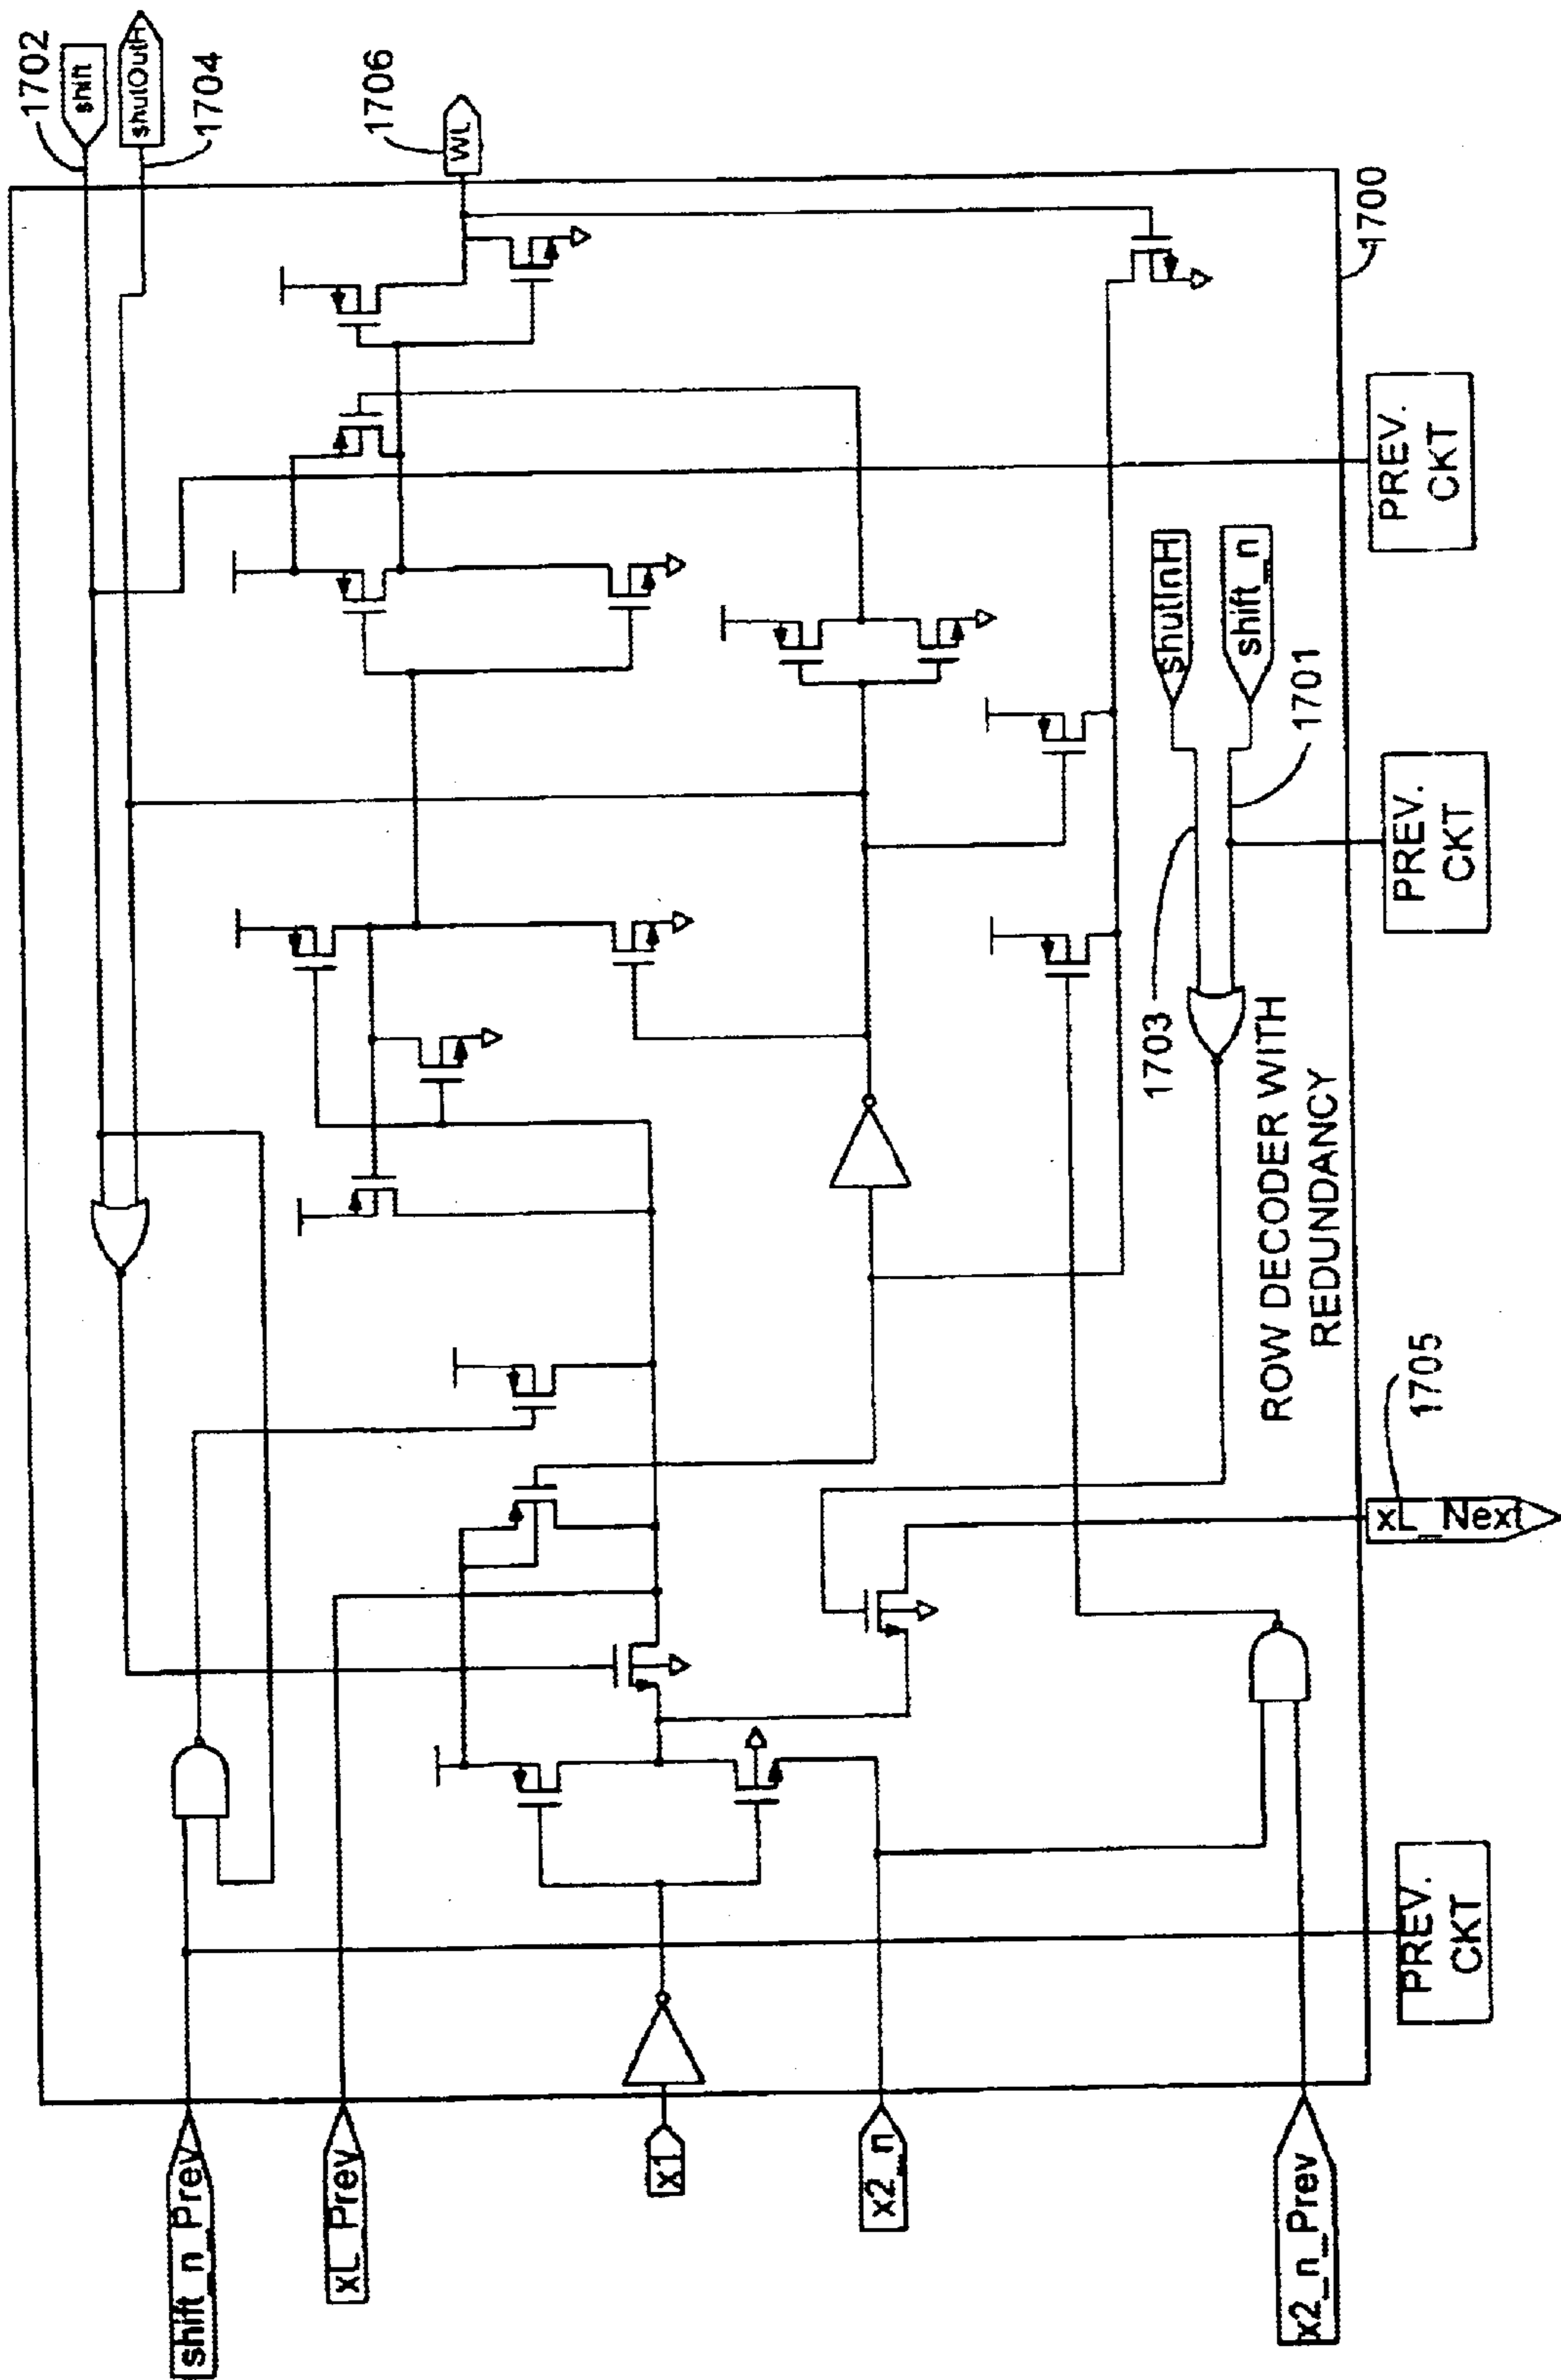 1702
shift
shutOutH
1704
1706
WL
1700
PREV.
CKT
shutInH
shift_n
1701
PREV.
CKT
1703
ROW DECODER WITH
REDUNDANCY
1705
xL_Next
PREV.
CKT
shift_n_Prev
xL_Prev
x1
x2_n
x2_n_Prev